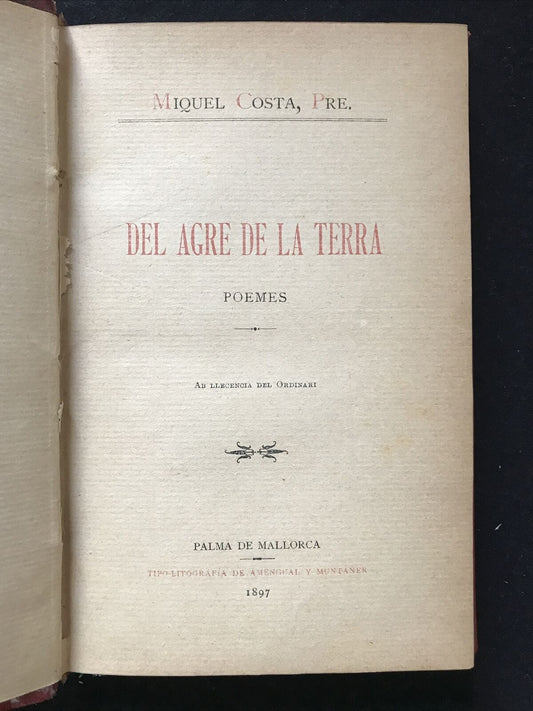 MIQUEL COSTA, PRE.
DEL AGRE DE LA TERRA
POEMES
AB LLECENCIA DEL ORDINARI
PALMA DE MALLORCA
TIPO-LITOGRAFÍA DE AMENGUAL Y MUNTANER
1897